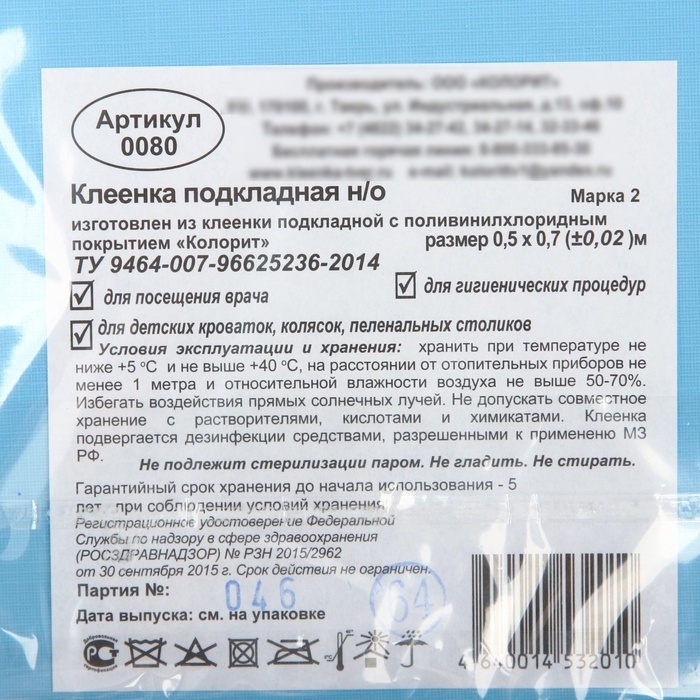 Артикул
0080
Клеенка подкладная н/о
Марка 2
изготовлен из клеенки подкладной с поливинилхлоридным
покрытием «Колорит»
размер 0,5 х 0,7 (±0,02 )м
ТУ 9464-007-96625236-2014
для посещения врача
для гигиенических процедур
для детских кроваток, колясок, пеленальных столиков
Условия эксплуатации и хранения: хранить при температуре не
ниже +5 °С и не выше +40 °С, на расстоянии от отопительных приборов не
менее 1 метра и относительной влажности воздуха не выше 50-70%.
Избегать воздействия прямых солнечных лучей. Не допускать совместное
хранение с растворителями, кислотами и химикатами. Клеенка
подвергается дезинфекции средствами, разрешенными к применею МЗ
РФ.
Не подлежит стерилизации паром. Не гладить. Не стирать.
Гарантийный срок хранения до начала использования - 5
лет при соблюдении условий хранения
Регистрационное удостоверение Федеральной
Службы по надзору в сфере здравоохранения
(РОСЗДРАВНАДЗОР) № РЗН 2015/2962
от 30 сентября 2015 г. Срок действия не ограничен.
Партия №: 046 64
Дата выпуска: см. на упаковке
4 640014 532010